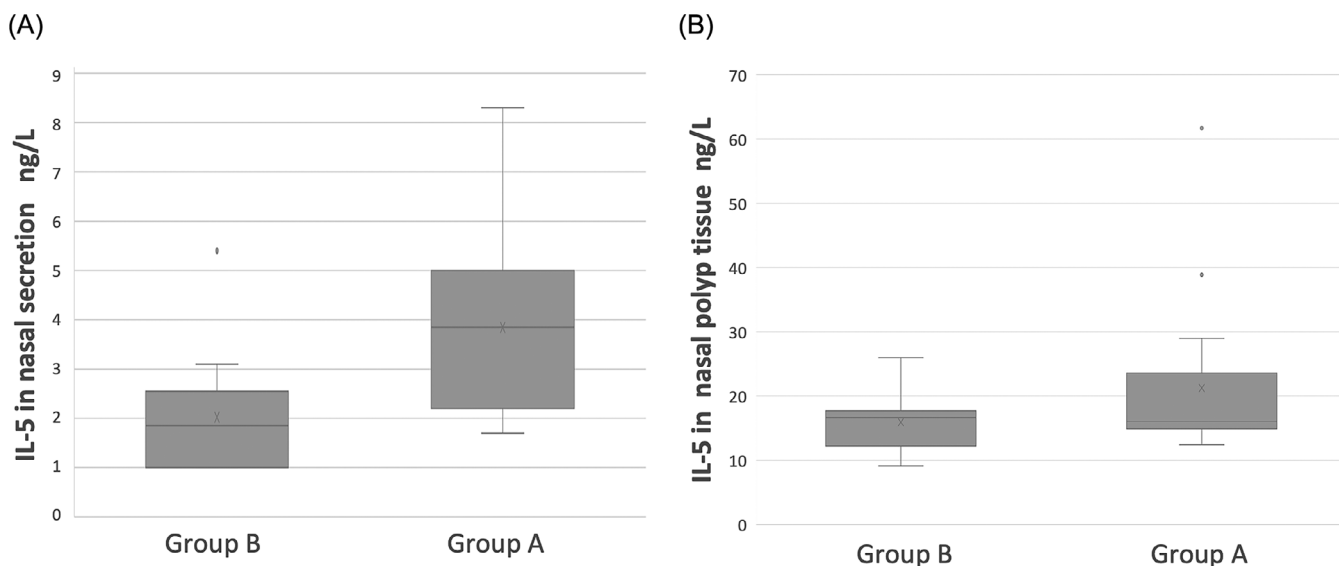 (A)
IL-5 in nasal secretion ng/L
9
8
7
6
5
4
3
2
1
0
Group B
Group A
(B)
IL-5 in nasal polyp tissue ng/L
70
60
50
40
30
20
10
0
Group B
Group A